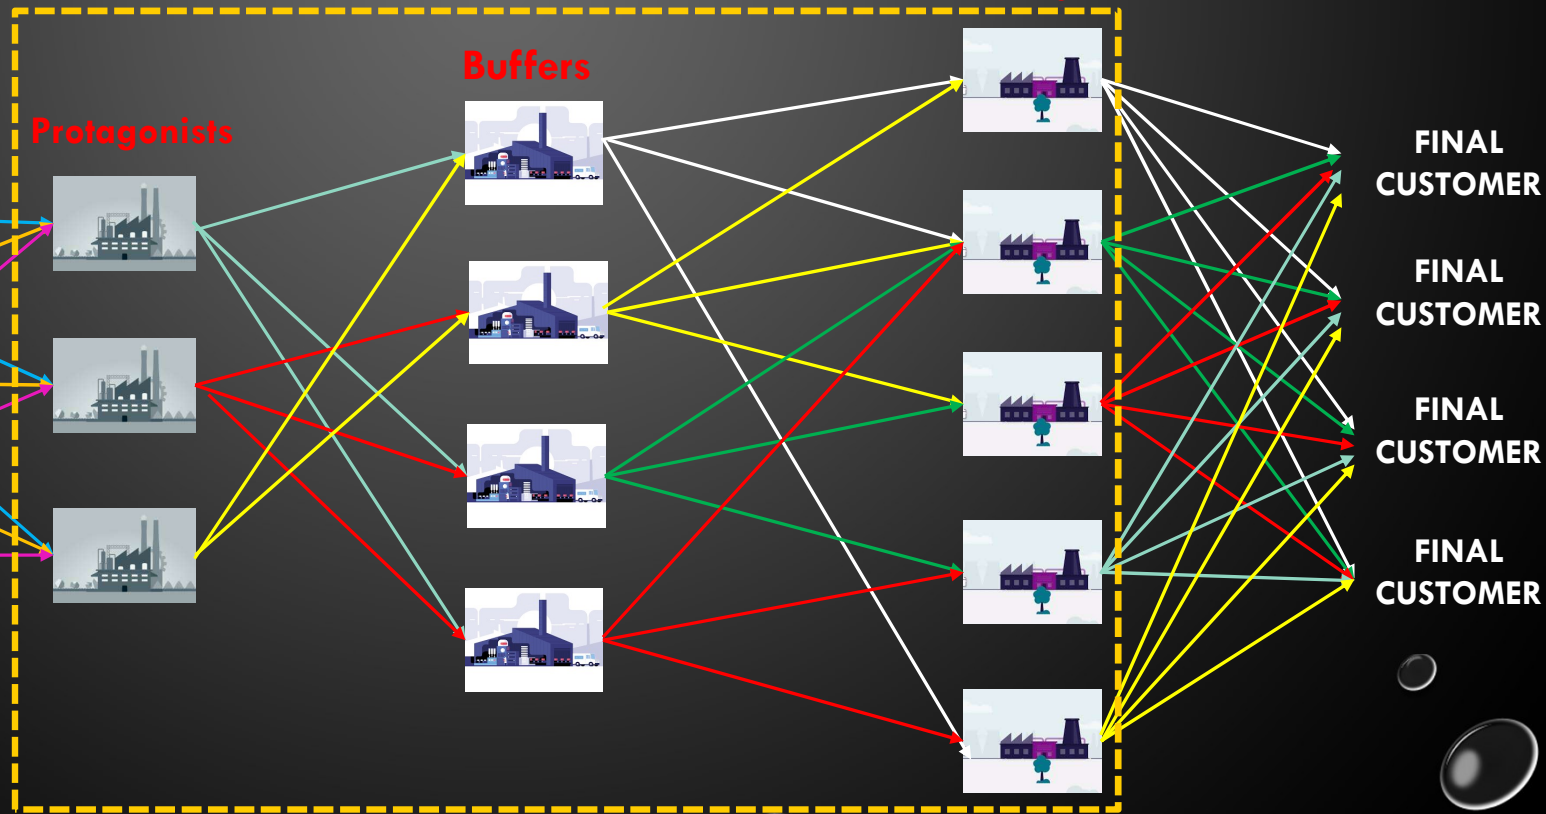 Buffers
Protagonists
FINAL
CUSTOMER
FINAL
CUSTOMER
FINAL
CUSTOMER
FINAL
CUSTOMER